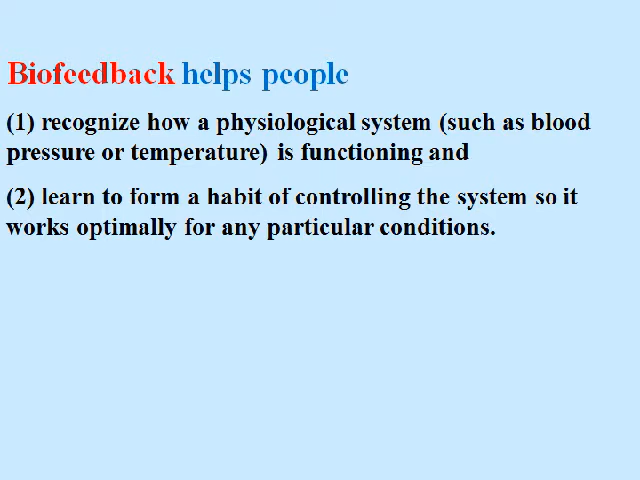 Biofeedback helps people
(1) recognize how a physiological system (such as blood
pressure or temperature) is functioning and
(2) learn to form a habit of controlling the system so it
works optimally for any particular conditions.